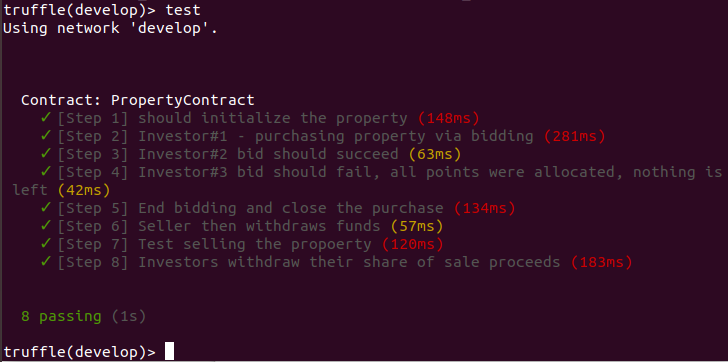 truffle(develop)> test
Using network 'develop'.
Contract: PropertyContract
✓ [Step 1] should initialize the property (148ms)
✓ [Step 2] Investor#1 - purchasing property via bidding (281ms)
✓ [Step 3] Investor#2 bid should succeed (63ms)
✓ [Step 4] Investor#3 bid should fail, all points were allocated, nothing is
left (42ms)
✓ [Step 5] End bidding and close the purchase (134ms)
✓ [Step 6] Seller then withdraws funds (57ms)
✓ [Step 7] Test selling the propoerty (120ms)
✓ [Step 8] Investors withdraw their share of sale proceeds (183ms)
8 passing (1s)
truffle(develop)>